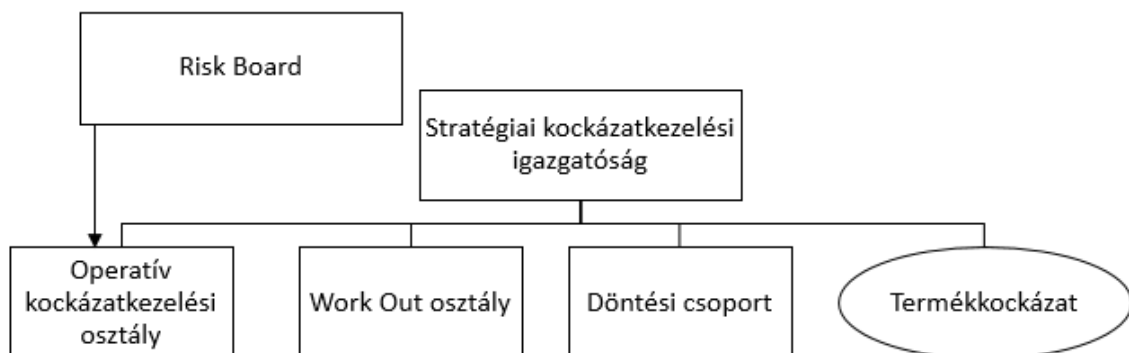 Risk Board
Stratégiai kockázatkezelési
igazgatóság
Operatív
kockázatkezelési
osztály
Work Out osztály
Döntési csoport
Termékkockázat